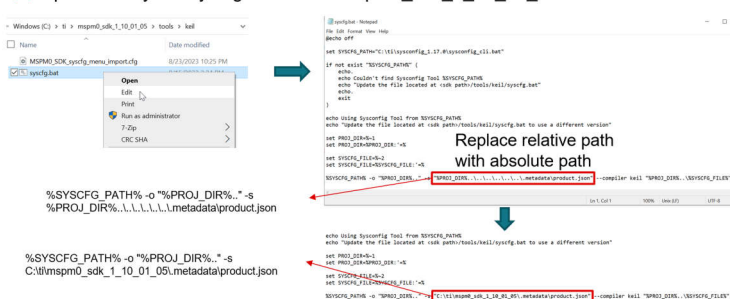 Windows (C:) > ti > mspm0_sdk_1_10_01_05 > tools > keil
Name
Date modified
MSPM0_SDK_syscfg_menu_import.cfg
8/23/2023 10:25 PM
syscfg.bat
Open
Edit
Print
Run as administrator
7-Zip
CRC SHA
syscfg.bat - Notepad
File Edit Format View Help
@echo off
set SYSCFG_PATH="C:\ti\sysconfig_1.17.0\sysconfig_cli.bat"
if not exist "%SYSCFG_PATH%" (
echo.
echo Couldn't find Sysconfig Tool %SYSCFG_PATH%
echo "Update the file located at <sdk path>/tools/keil/syscfg.bat to use a different version"
echo.
exit
)
echo Using Sysconfig Tool from %SYSCFG_PATH%
echo "Update the file located at <sdk path>/tools/keil/syscfg.bat to use a different version"
set PROJ_DIR=%~1
set PROJ_DIR=%PROJ_DIR:'=%
set SYSCFG_FILE=%~2
set SYSCFG_FILE=%SYSCFG_FILE:'=%
%SYSCFG_PATH% -o "%PROJ_DIR%.." "%PROJ_DIR%..\..\..\..\..\..\.metadata\product.json" --compiler keil "%PROJ_DIR%..\%SYSCFG_FILE%"
Replace relative path
with absolute path
Ln 1, Col 1
100%
Unix (LF)
UTF-8
%SYSCFG_PATH% -o "%PROJ_DIR%.." -s
%PROJ_DIR%..\..\..\..\..\..\.metadata\product.json
echo Using Sysconfig Tool from %SYSCFG_PATH%
echo "Update the file located at <sdk path>/tools/keil/syscfg.bat to use a different version"
set PROJ_DIR=%~1
set PROJ_DIR=%PROJ_DIR:'=%
set SYSCFG_FILE=%~2
set SYSCFG_FILE=%SYSCFG_FILE:'=%
%SYSCFG_PATH% -o "%PROJ_DIR%.." "C:\ti\mspm0_sdk_1_10_01_05\.metadata\product.json" --compiler keil "%PROJ_DIR%..\%SYSCFG_FILE%"
%SYSCFG_PATH% -o "%PROJ_DIR%.." -s
C:\ti\mspm0_sdk_1_10_01_05\.metadata\product.json